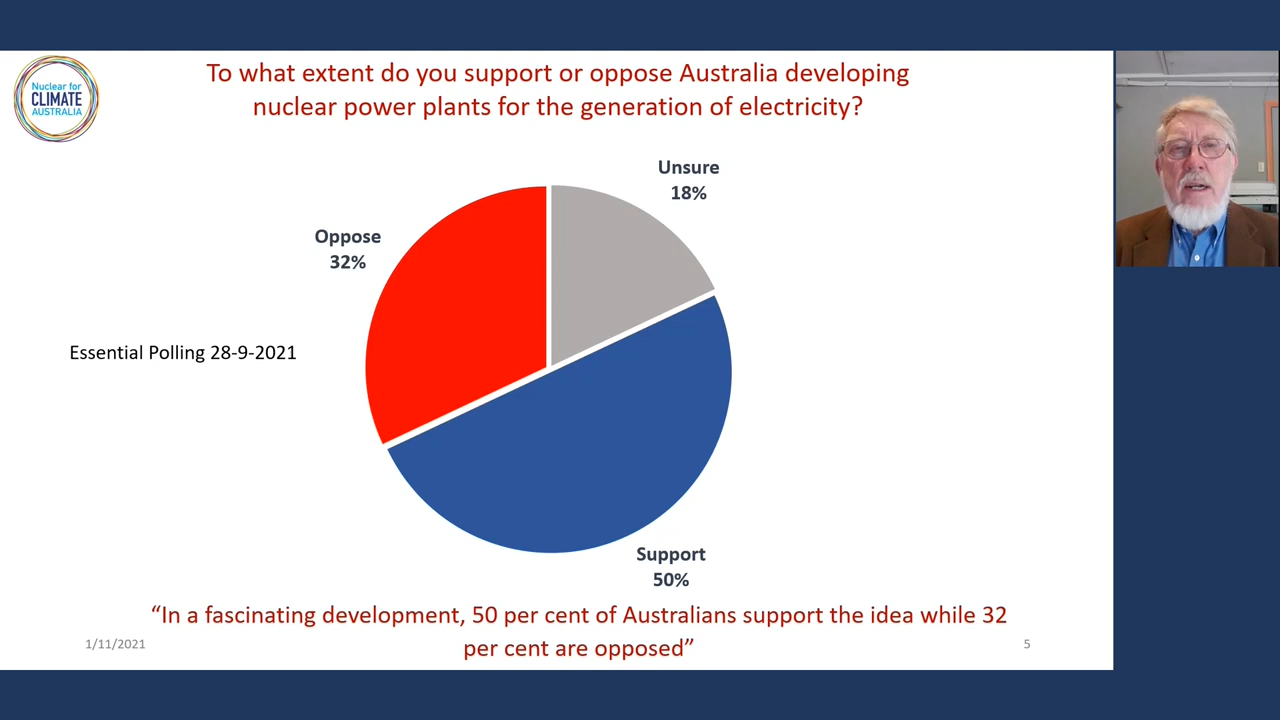 Nuclear for
CLIMATE
AUSTRALIA
To what extent do you support or oppose Australia developing
nuclear power plants for the generation of electricity?
Unsure
18%
Oppose
32%
Essential Polling 28-9-2021
Support
50%
“In a fascinating development, 50 per cent of Australians support the idea while 32
per cent are opposed”
1/11/2021
5